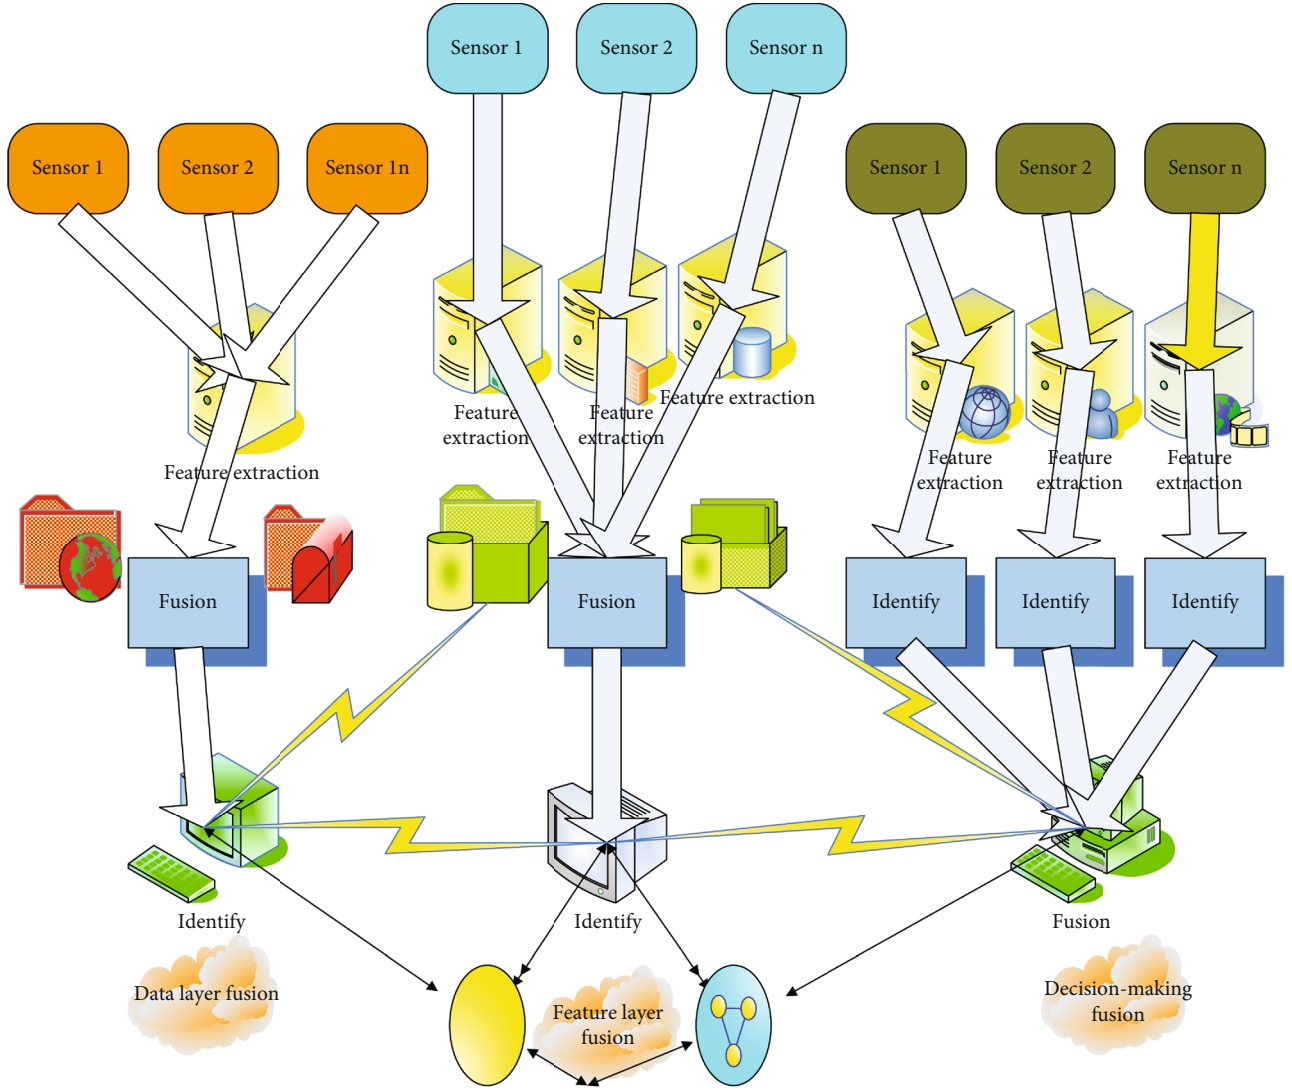 Sensor 1
Sensor 2
Sensor n
Sensor 1
Sensor 2
Sensor 1n
Sensor 1
Sensor 2
Sensor n
Feature
extraction
Feature
extraction
Feature extraction
Feature extraction
Feature
extraction
Feature
extraction
Feature
extraction
Fusion
Fusion
Identify
Identify
Identify
Identify
Identify
Fusion
Data layer fusion
Feature layer
fusion
Decision-making
fusion